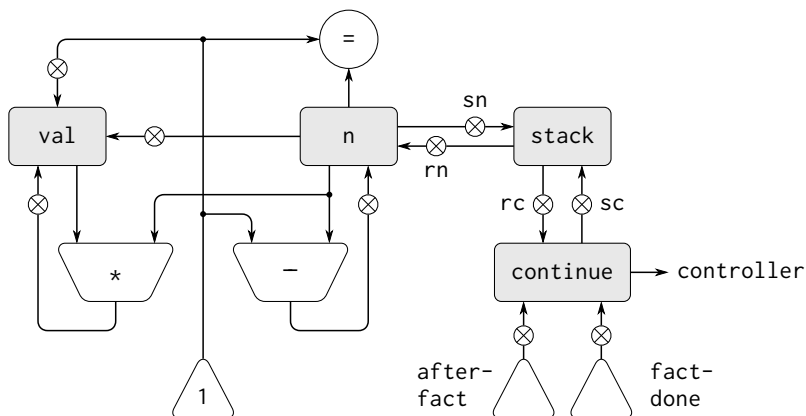 =
sn
val
n
stack
rn
rc
sc
*
−
continue
controller
after-
fact
fact-
done
1